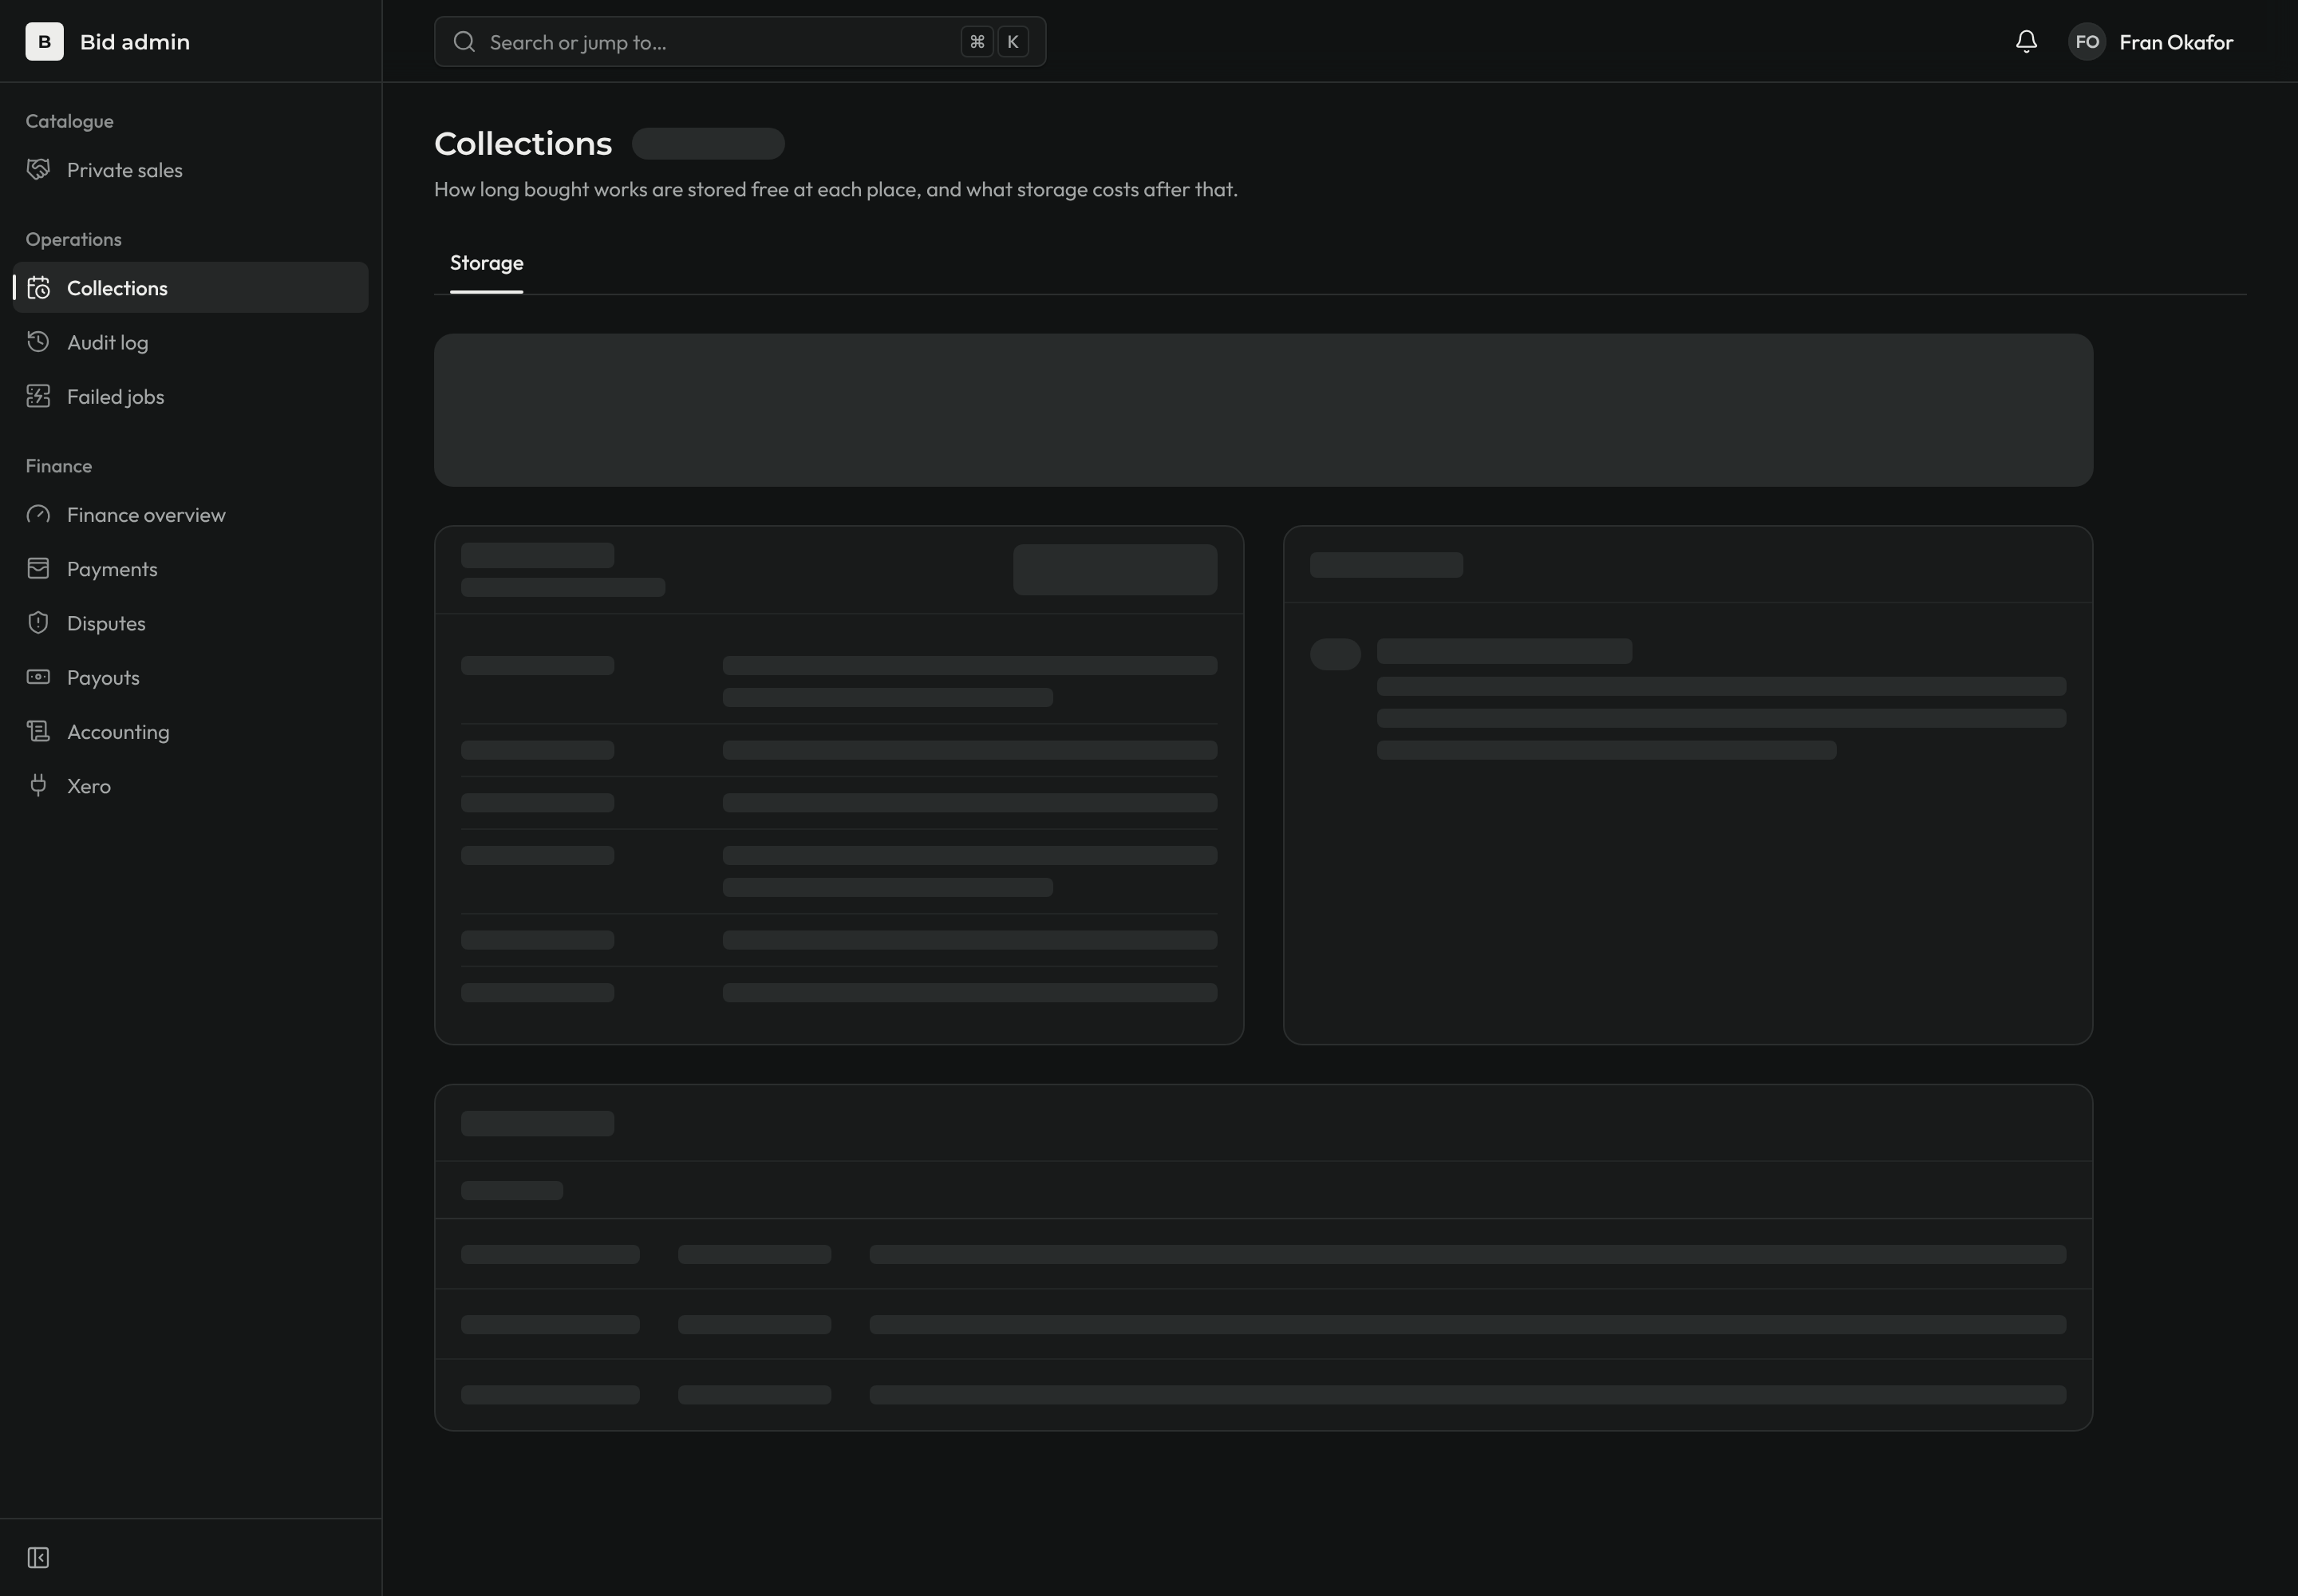 B Bid admin
Search or jump to... ⌘ K
FO Fran Okafor
Catalogue
Private sales
Operations
Collections
Audit log
Failed jobs
Finance
Finance overview
Payments
Disputes
Payouts
Accounting
Xero
Collections
How long bought works are stored free at each place, and what storage costs after that.
Storage